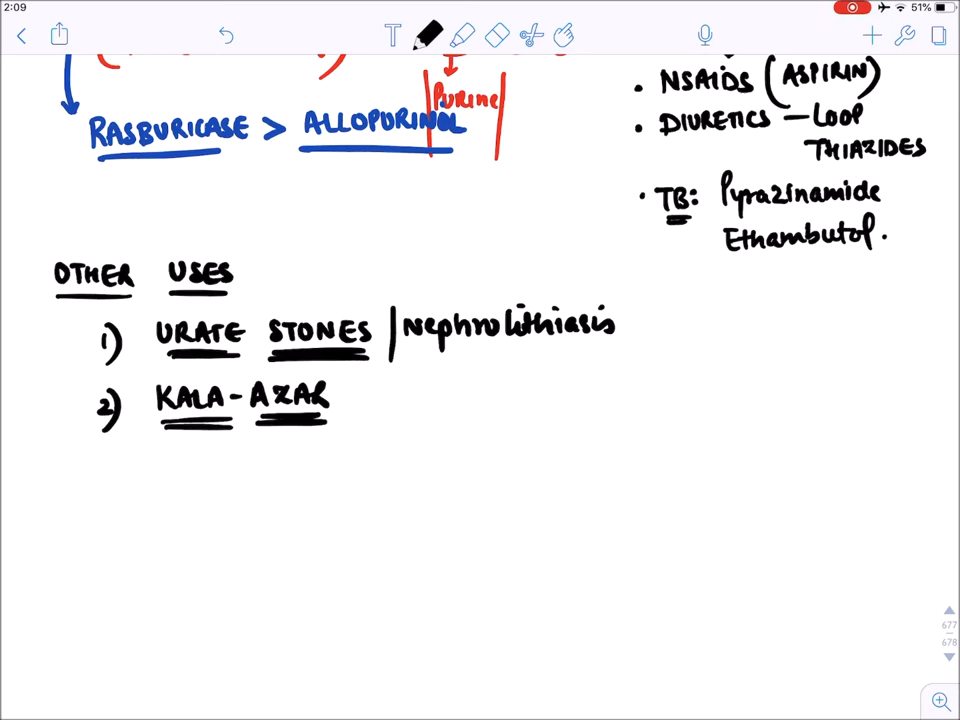 2:09
51%
T
PURINE
RASBURICASE > ALLOPURINOL
• NSAIDS (ASPIRIN)
• DIURETICS — LOOP
THIAZIDES
• TB: Pyrazinamide
Ethambutol.
OTHER USES
1) URATE STONES | Nephrolithiasis
2) KALA-AZAR
677
678